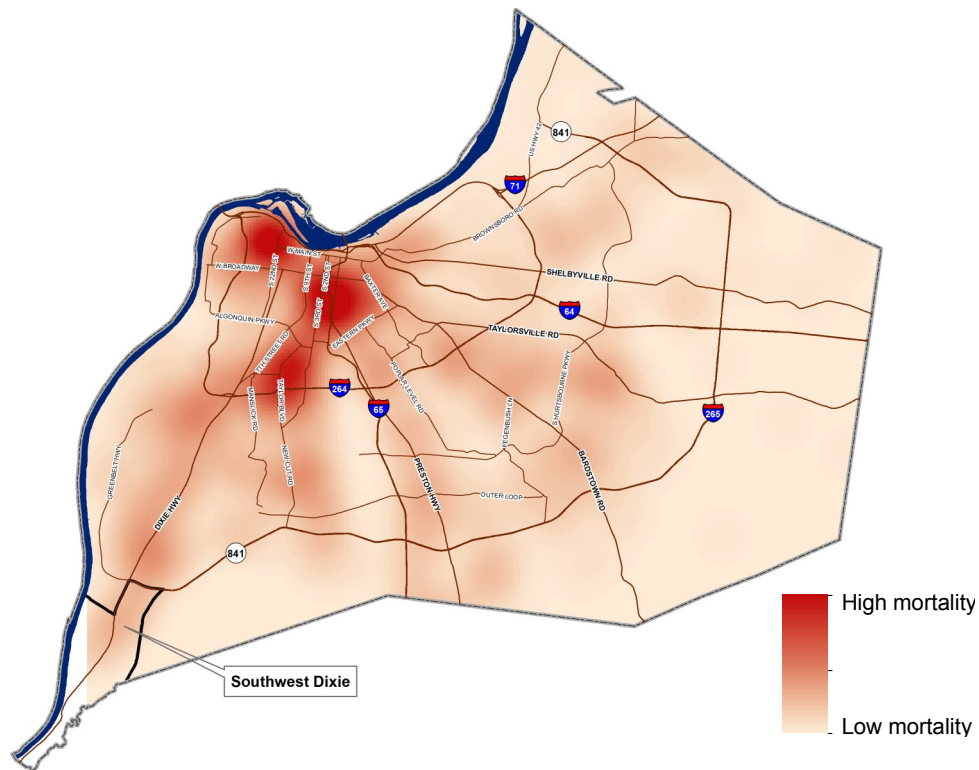 841
US HWY 42
71
BROWNSBORO RD
W MAIN ST
W BROADWAY
S 22ND ST
S 9TH ST
S 2ND ST
SHELBYVILLE RD
BAXTER AVE
S 3RD ST
64
ALGONQUIN PKWY
EASTERN PKWY
TAYLORSVILLE RD
7TH STREET RD
S HURTSBOURNE PKWY
POPLAR LEVEL RD
264
TAYLOR BLVD
MANSLICK RD
65
265
FEGENBUSH LN
GREENBELT HWY
NEW CUT RD
PRESTON HWY
BARDSTOWN RD
OUTER LOOP
DIXIE HWY
841
High mortality
Southwest Dixie
Low mortality